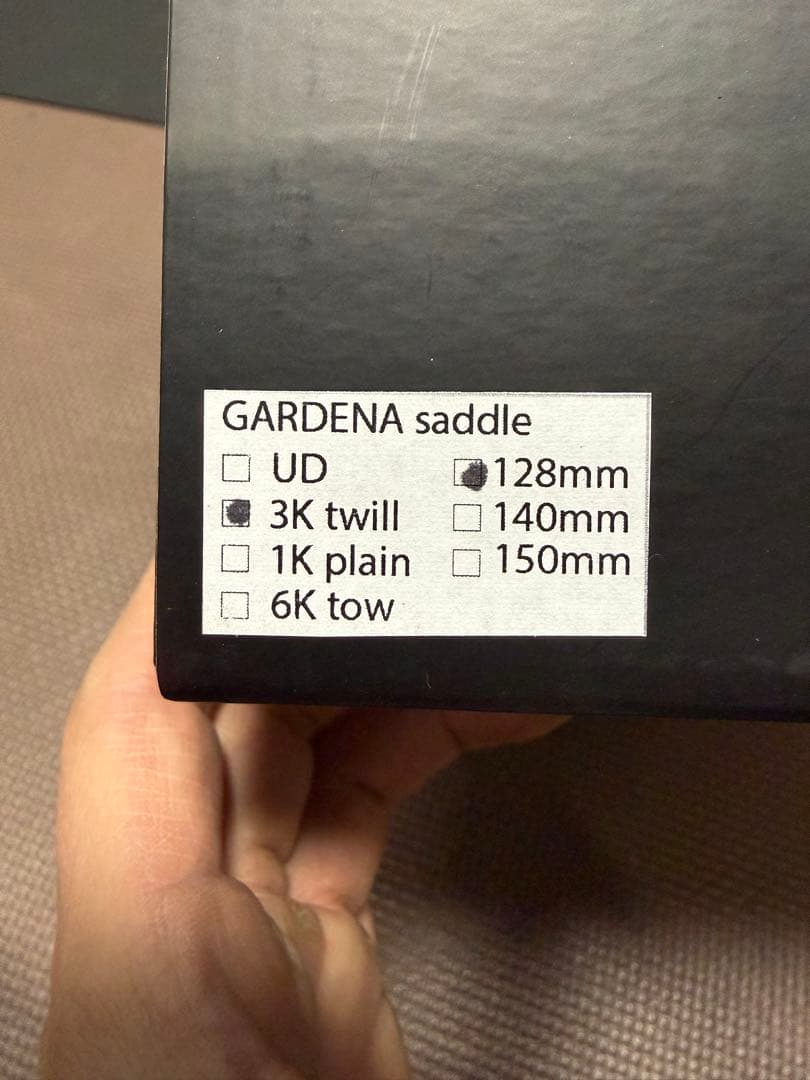 GARDENA saddle
UD
128mm
3K twill
140mm
1K plain
150mm
6K tow